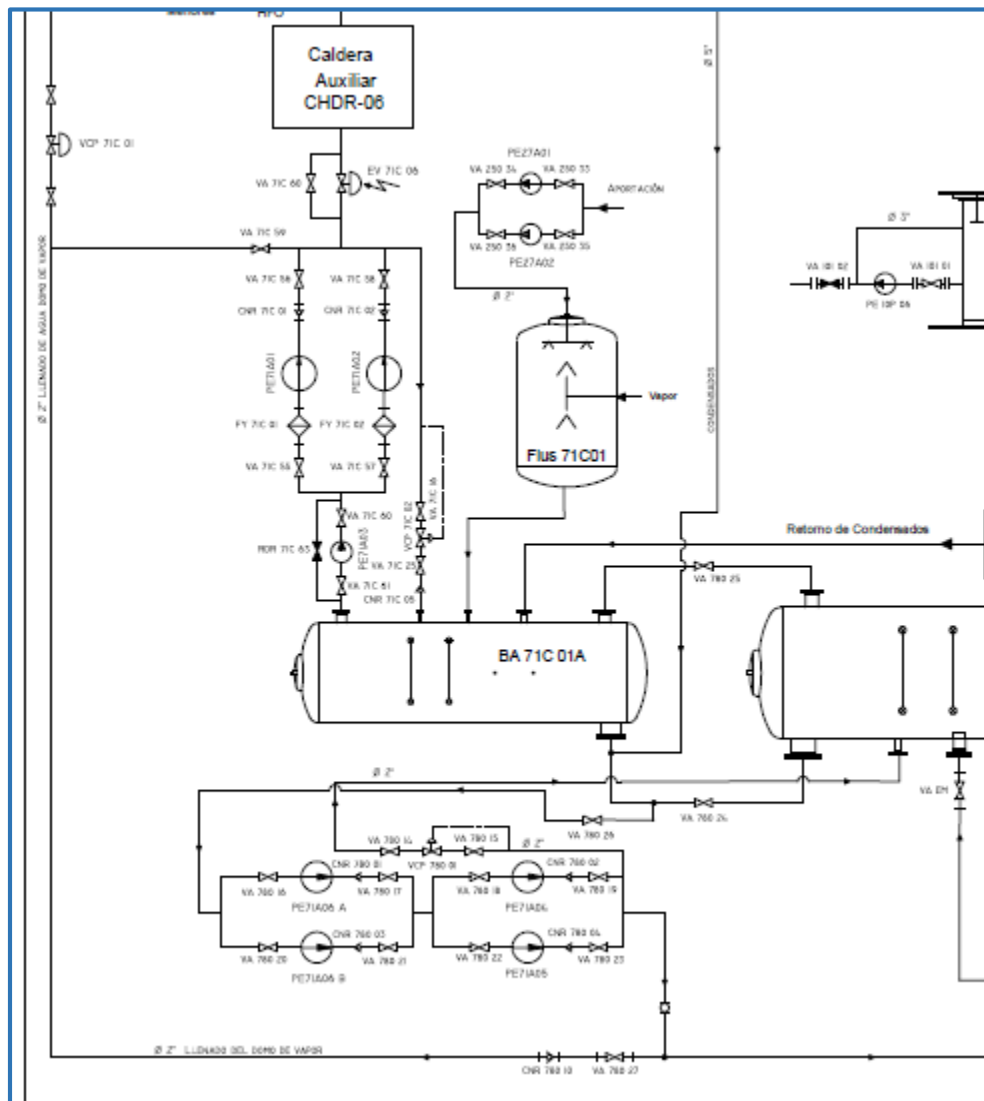 Caldera
Auxiliar
CHDR-06
VCP 71C 01
VA 71C 60
EV 71C 06
PE27A01
VA 250 34
VA 250 33
APORTACIÓN
VA 250 36
VA 250 35
PE27A02
Ø 5"
Ø 3"
VA 101 02
VA 101 01
PE 10P 06
VA 71C 59
VA 71C 56
VA 71C 58
CNR 71C 01
CNR 71C 02
Ø 2"
Ø 2" LLENADO DE AGUA DOMO DE VAPOR
PE71A01
PE71A02
CONDENSADOS
Vapor
FY 71C 01
FY 71C 02
Flus 71C01
VA 71C 55
VA 71C 57
VA 71C 16
VCP 71C 02
VA 71C 60
PE71A03
VA 71C 25
VA 71C 61
CNR 71C 05
Retorno de Condensados
VA 780 25
BA 71C 01A
Ø 2"
VA EM
VA 780 24
VA 780 26
VA 780 14
VA 780 15
VCP 780 01
Ø 2"
CNR 780 01
CNR 780 02
VA 780 16
VA 780 17
VA 780 18
VA 780 19
PE71A06 A
PE71A04
CNR 780 03
CNR 780 04
VA 780 20
VA 780 21
VA 780 22
VA 780 23
PE71A06 B
PE71A05
Ø 2" LLENADO DEL DOMO DE VAPOR
CNR 780 10
VA 780 27